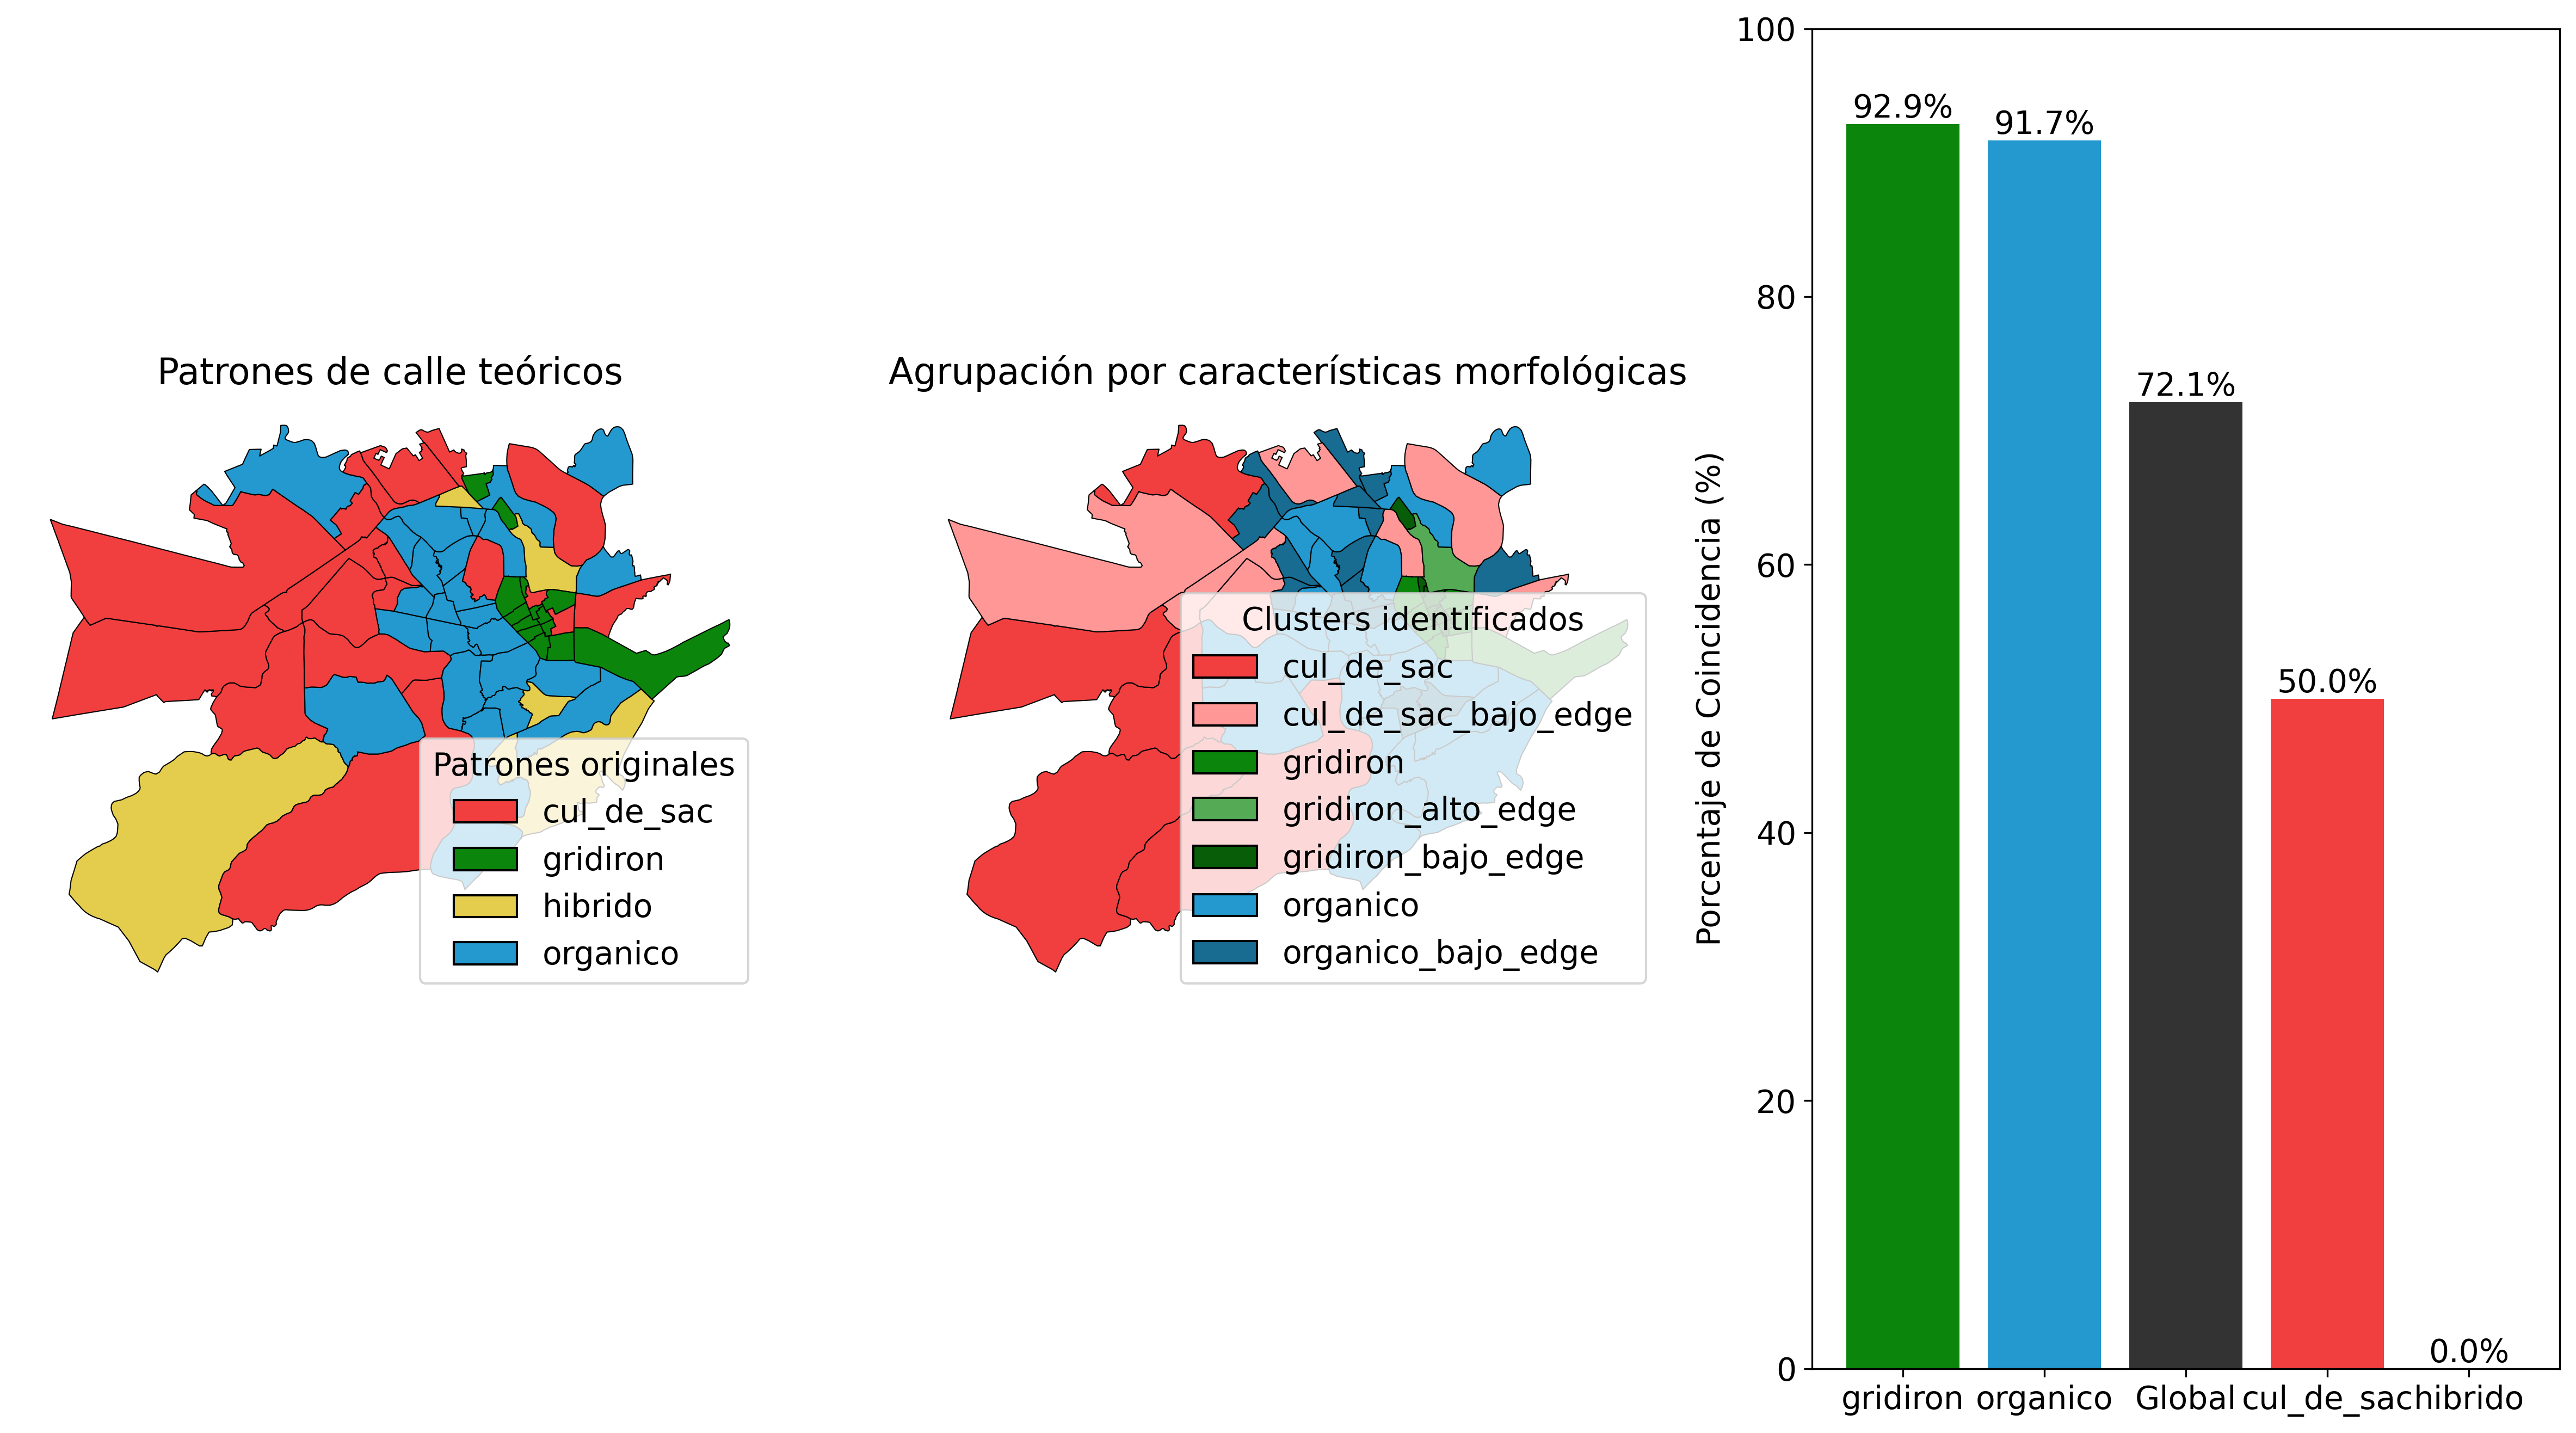 Patrones de calle teóricos
Patrones originales
cul_de_sac
gridiron
hibrido
organico
Agrupación por características morfológicas
Clusters identificados
cul_de_sac
cul_de_sac_bajo_edge
gridiron
gridiron_alto_edge
gridiron_bajo_edge
organico
organico_bajo_edge
Porcentaje de Coincidencia (%)
100
80
60
40
20
0
92.9%
91.7%
72.1%
50.0%
0.0%
gridiron organico Global cul_de_sac hibrido